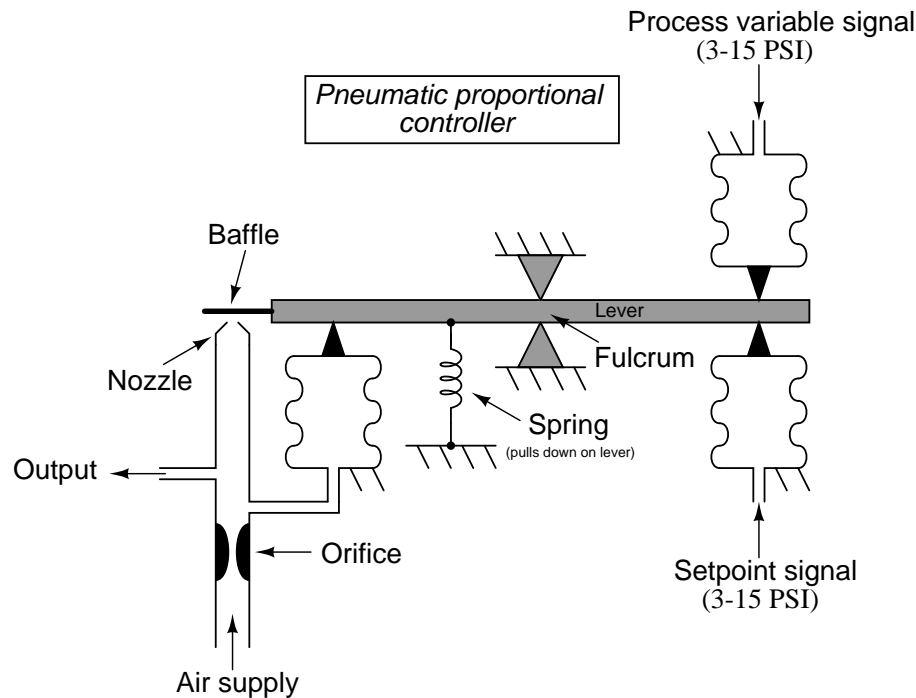 Process variable signal
(3-15 PSI)
Pneumatic proportional
controller
Baffle
Lever
Nozzle
Fulcrum
Spring
(pulls down on lever)
Output
Orifice
Setpoint signal
(3-15 PSI)
Air supply